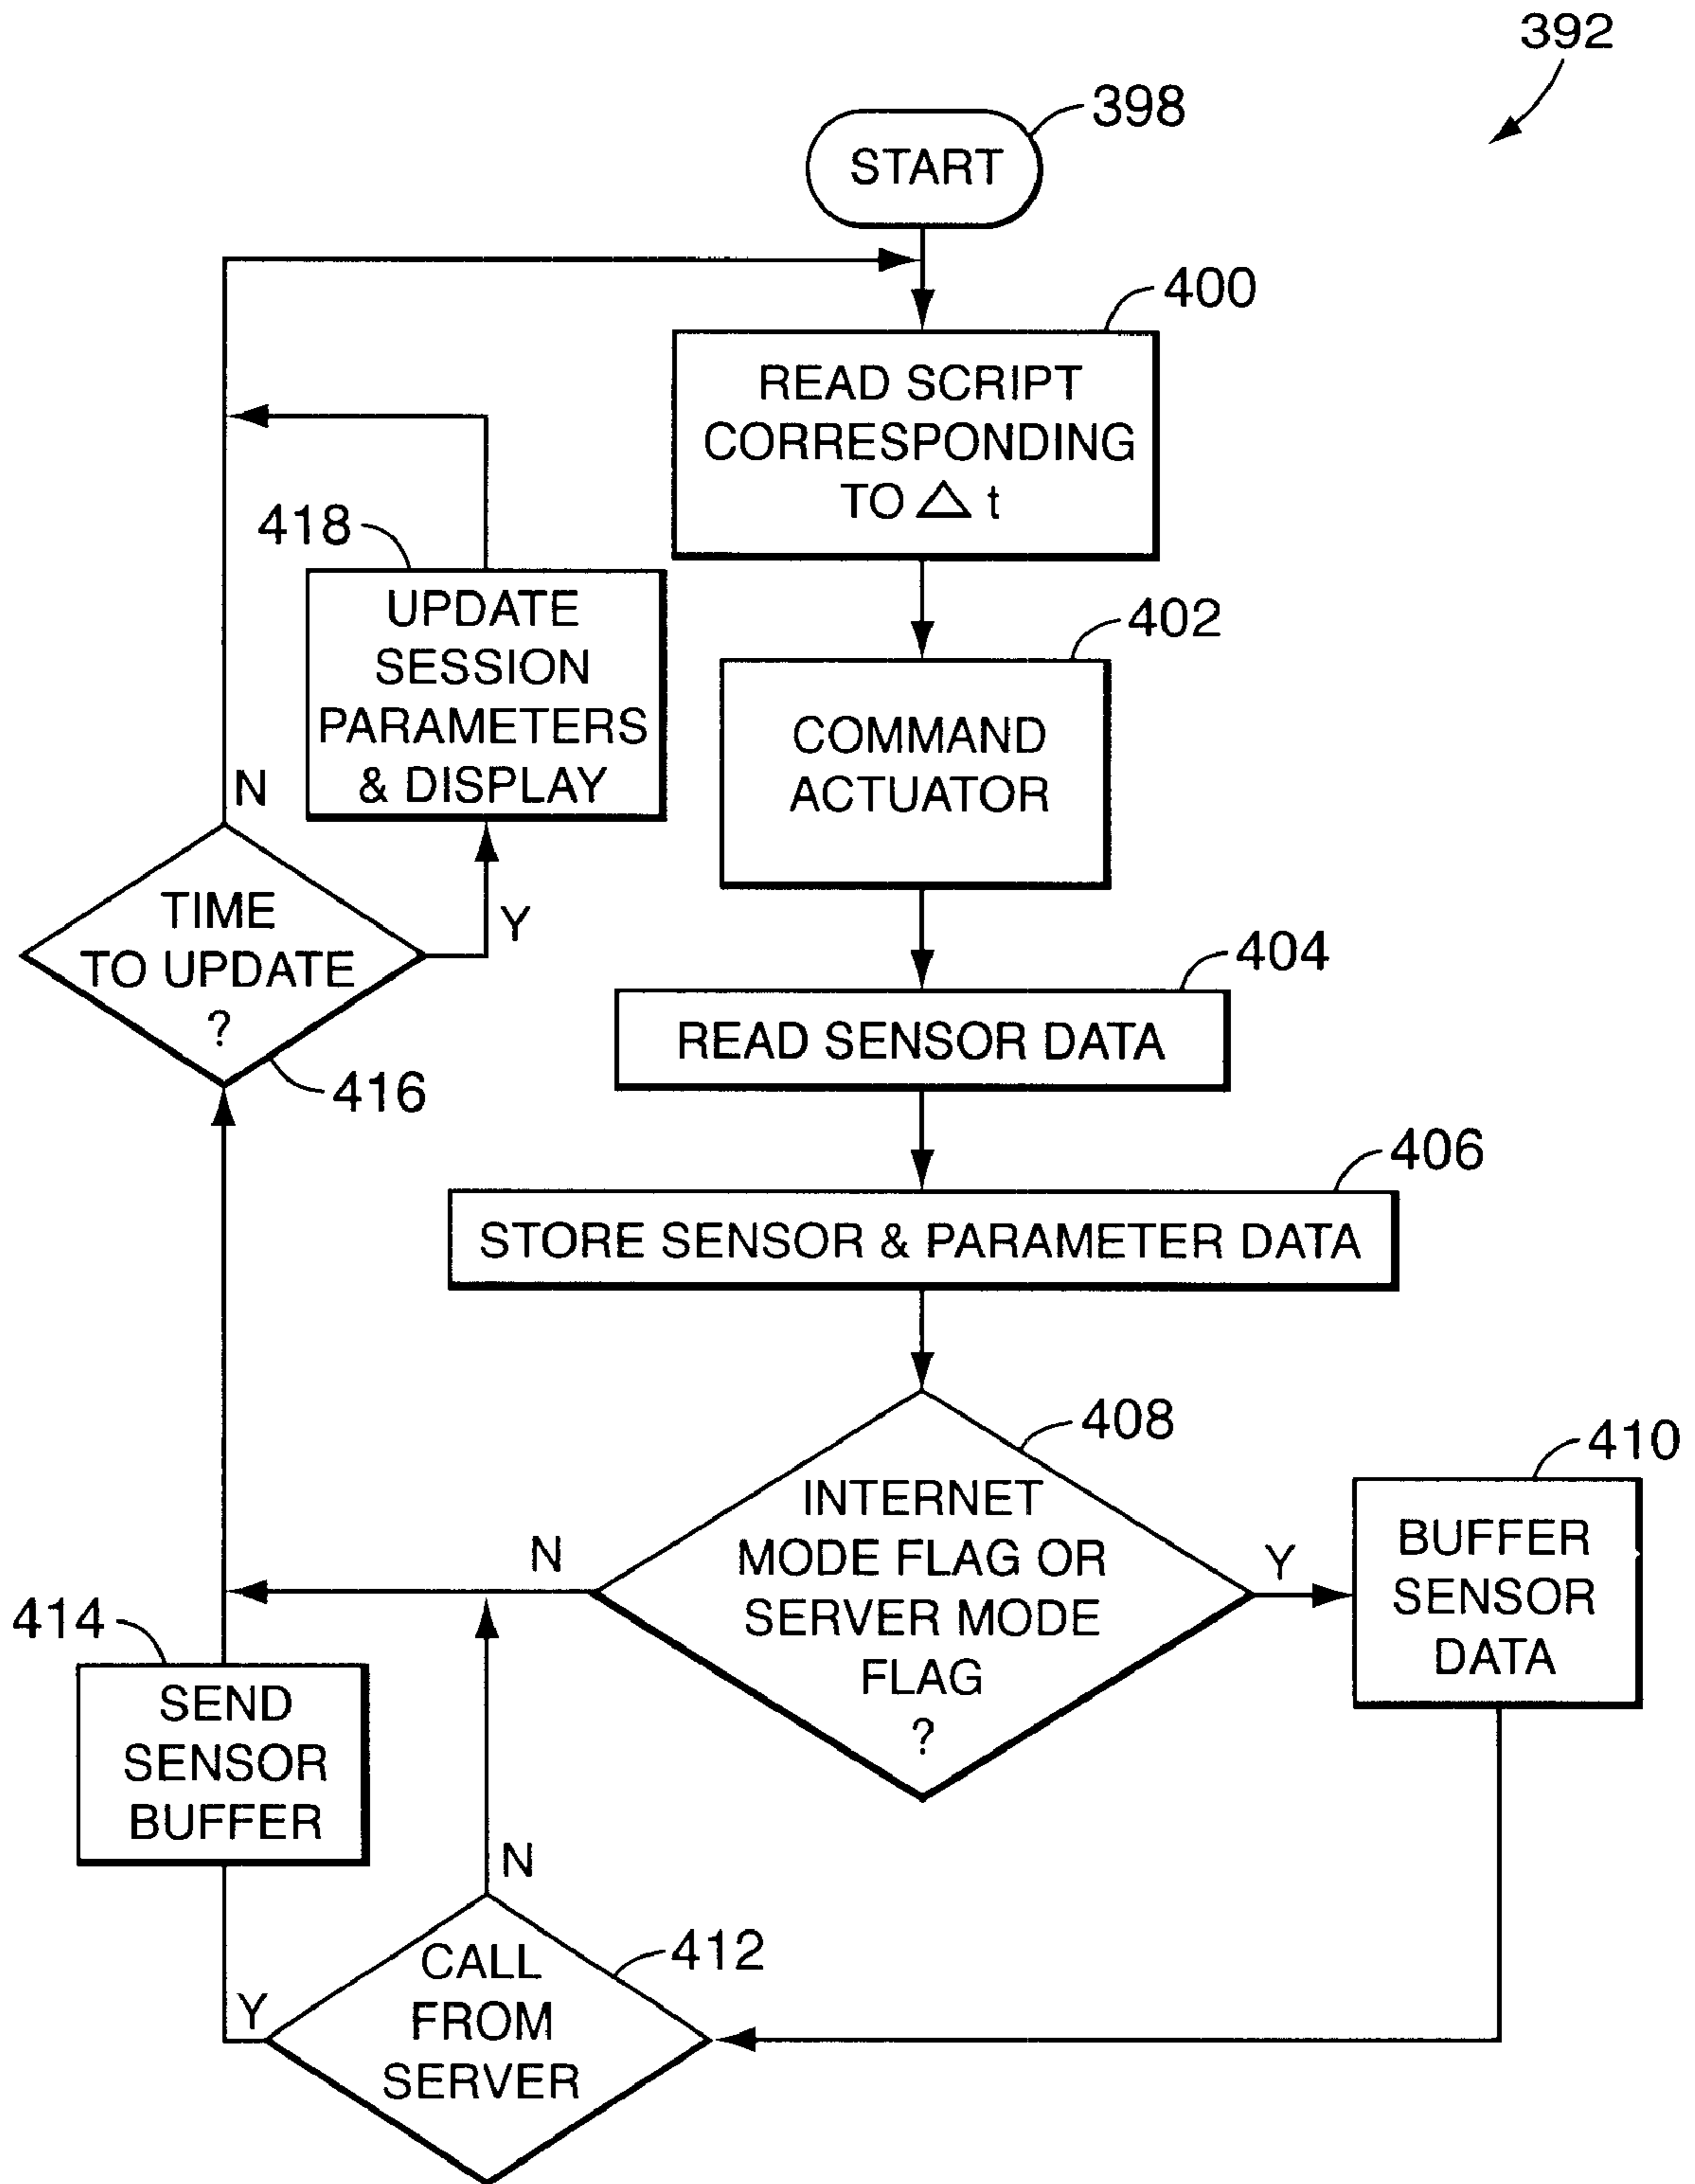 392
398
START
400
READ SCRIPT
CORRESPONDING
TO △ t
418
UPDATE
SESSION
PARAMETERS
& DISPLAY
402
COMMAND
ACTUATOR
N
TIME
TO UPDATE
?
Y
416
404
READ SENSOR DATA
406
STORE SENSOR & PARAMETER DATA
408
INTERNET
MODE FLAG OR
SERVER MODE
FLAG
?
N
Y
410
BUFFER
SENSOR
DATA
414
SEND
SENSOR
BUFFER
N
412
CALL
FROM
SERVER
Y